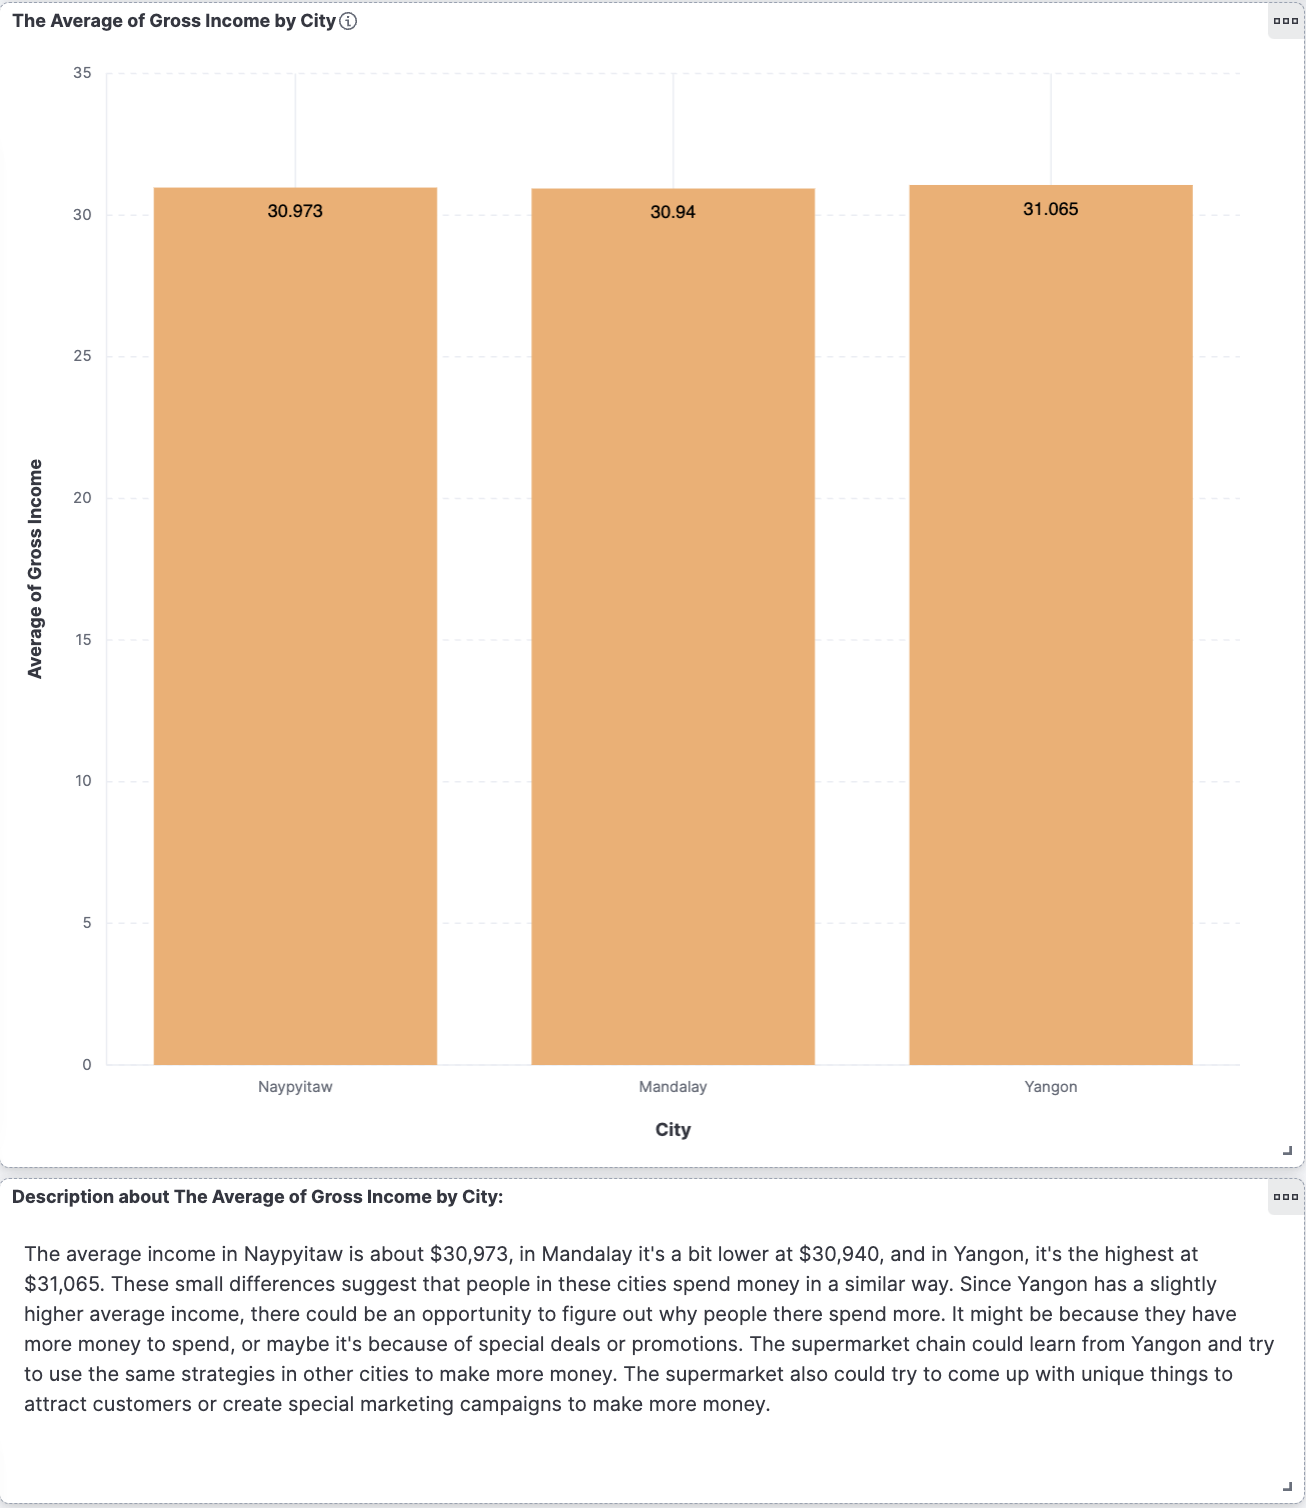 The Average of Gross Income by City
35
30
25
20
15
10
5
0
Average of Gross Income
30.973
30.94
31.065
Naypyitaw
Mandalay
Yangon
City
Description about The Average of Gross Income by City:
The average income in Naypyitaw is about $30,973, in Mandalay it's a bit lower at $30,940, and in Yangon, it's the highest at
$31,065. These small differences suggest that people in these cities spend money in a similar way. Since Yangon has a slightly
higher average income, there could be an opportunity to figure out why people there spend more. It might be because they have
more money to spend, or maybe it's because of special deals or promotions. The supermarket chain could learn from Yangon and try
to use the same strategies in other cities to make more money. The supermarket also could try to come up with unique things to
attract customers or create special marketing campaigns to make more money.